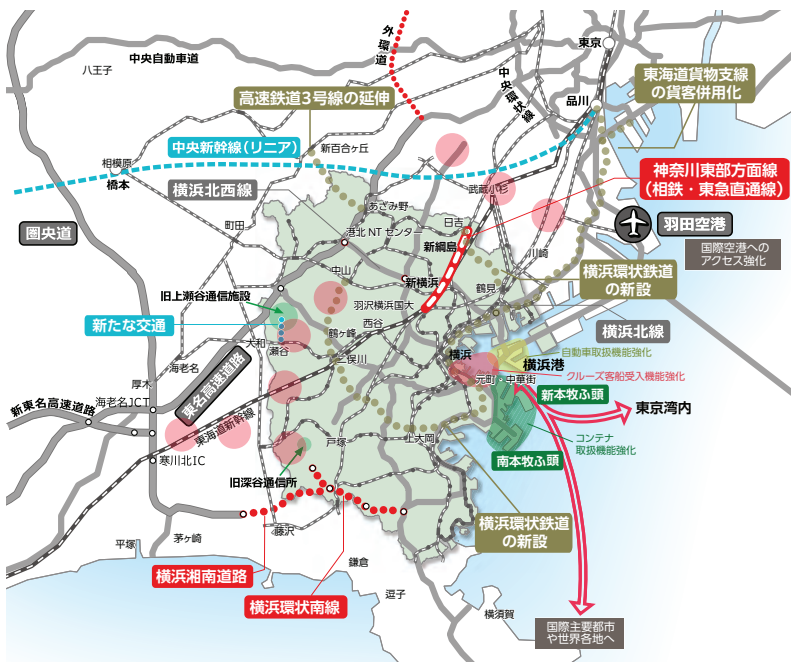 外環道
東京
中央自動車道
八王子
中央環状線
東海道貨物支線
の貨客併用化
品川
高速鉄道3号線の延伸
新百合ヶ丘
中央新幹線（リニア）
相模原
橋本
武蔵小杉
神奈川東部方面線
（相鉄・東急直通線）
横浜北西線
あざみ野
町田
日吉
港北NTセンター
新綱島
羽田空港
圏央道
川崎
国際空港への
アクセス強化
中山
新横浜
横浜環状鉄道
の新設
鶴見
旧上瀬谷通信施設
羽沢横浜国大
新たな交通
西谷
鶴ヶ峰
横浜北線
大和
瀬谷
二俣川
横浜
自動車取扱機能強化
横浜港
海老名
クルーズ客船受入機能強化
厚木
元町・中華街
東名高速道路
新本牧ふ頭
海老名JCT
新東名高速道路
東京湾内
東海道新幹線
戸塚
上大岡
コンテナ
取扱機能強化
寒川北IC
南本牧ふ頭
旧深谷通信所
横浜環状鉄道
の新設
藤沢
茅ヶ崎
平塚
鎌倉
横浜湘南道路
逗子
横浜環状南線
横須賀
国際主要都市
や世界各地へ